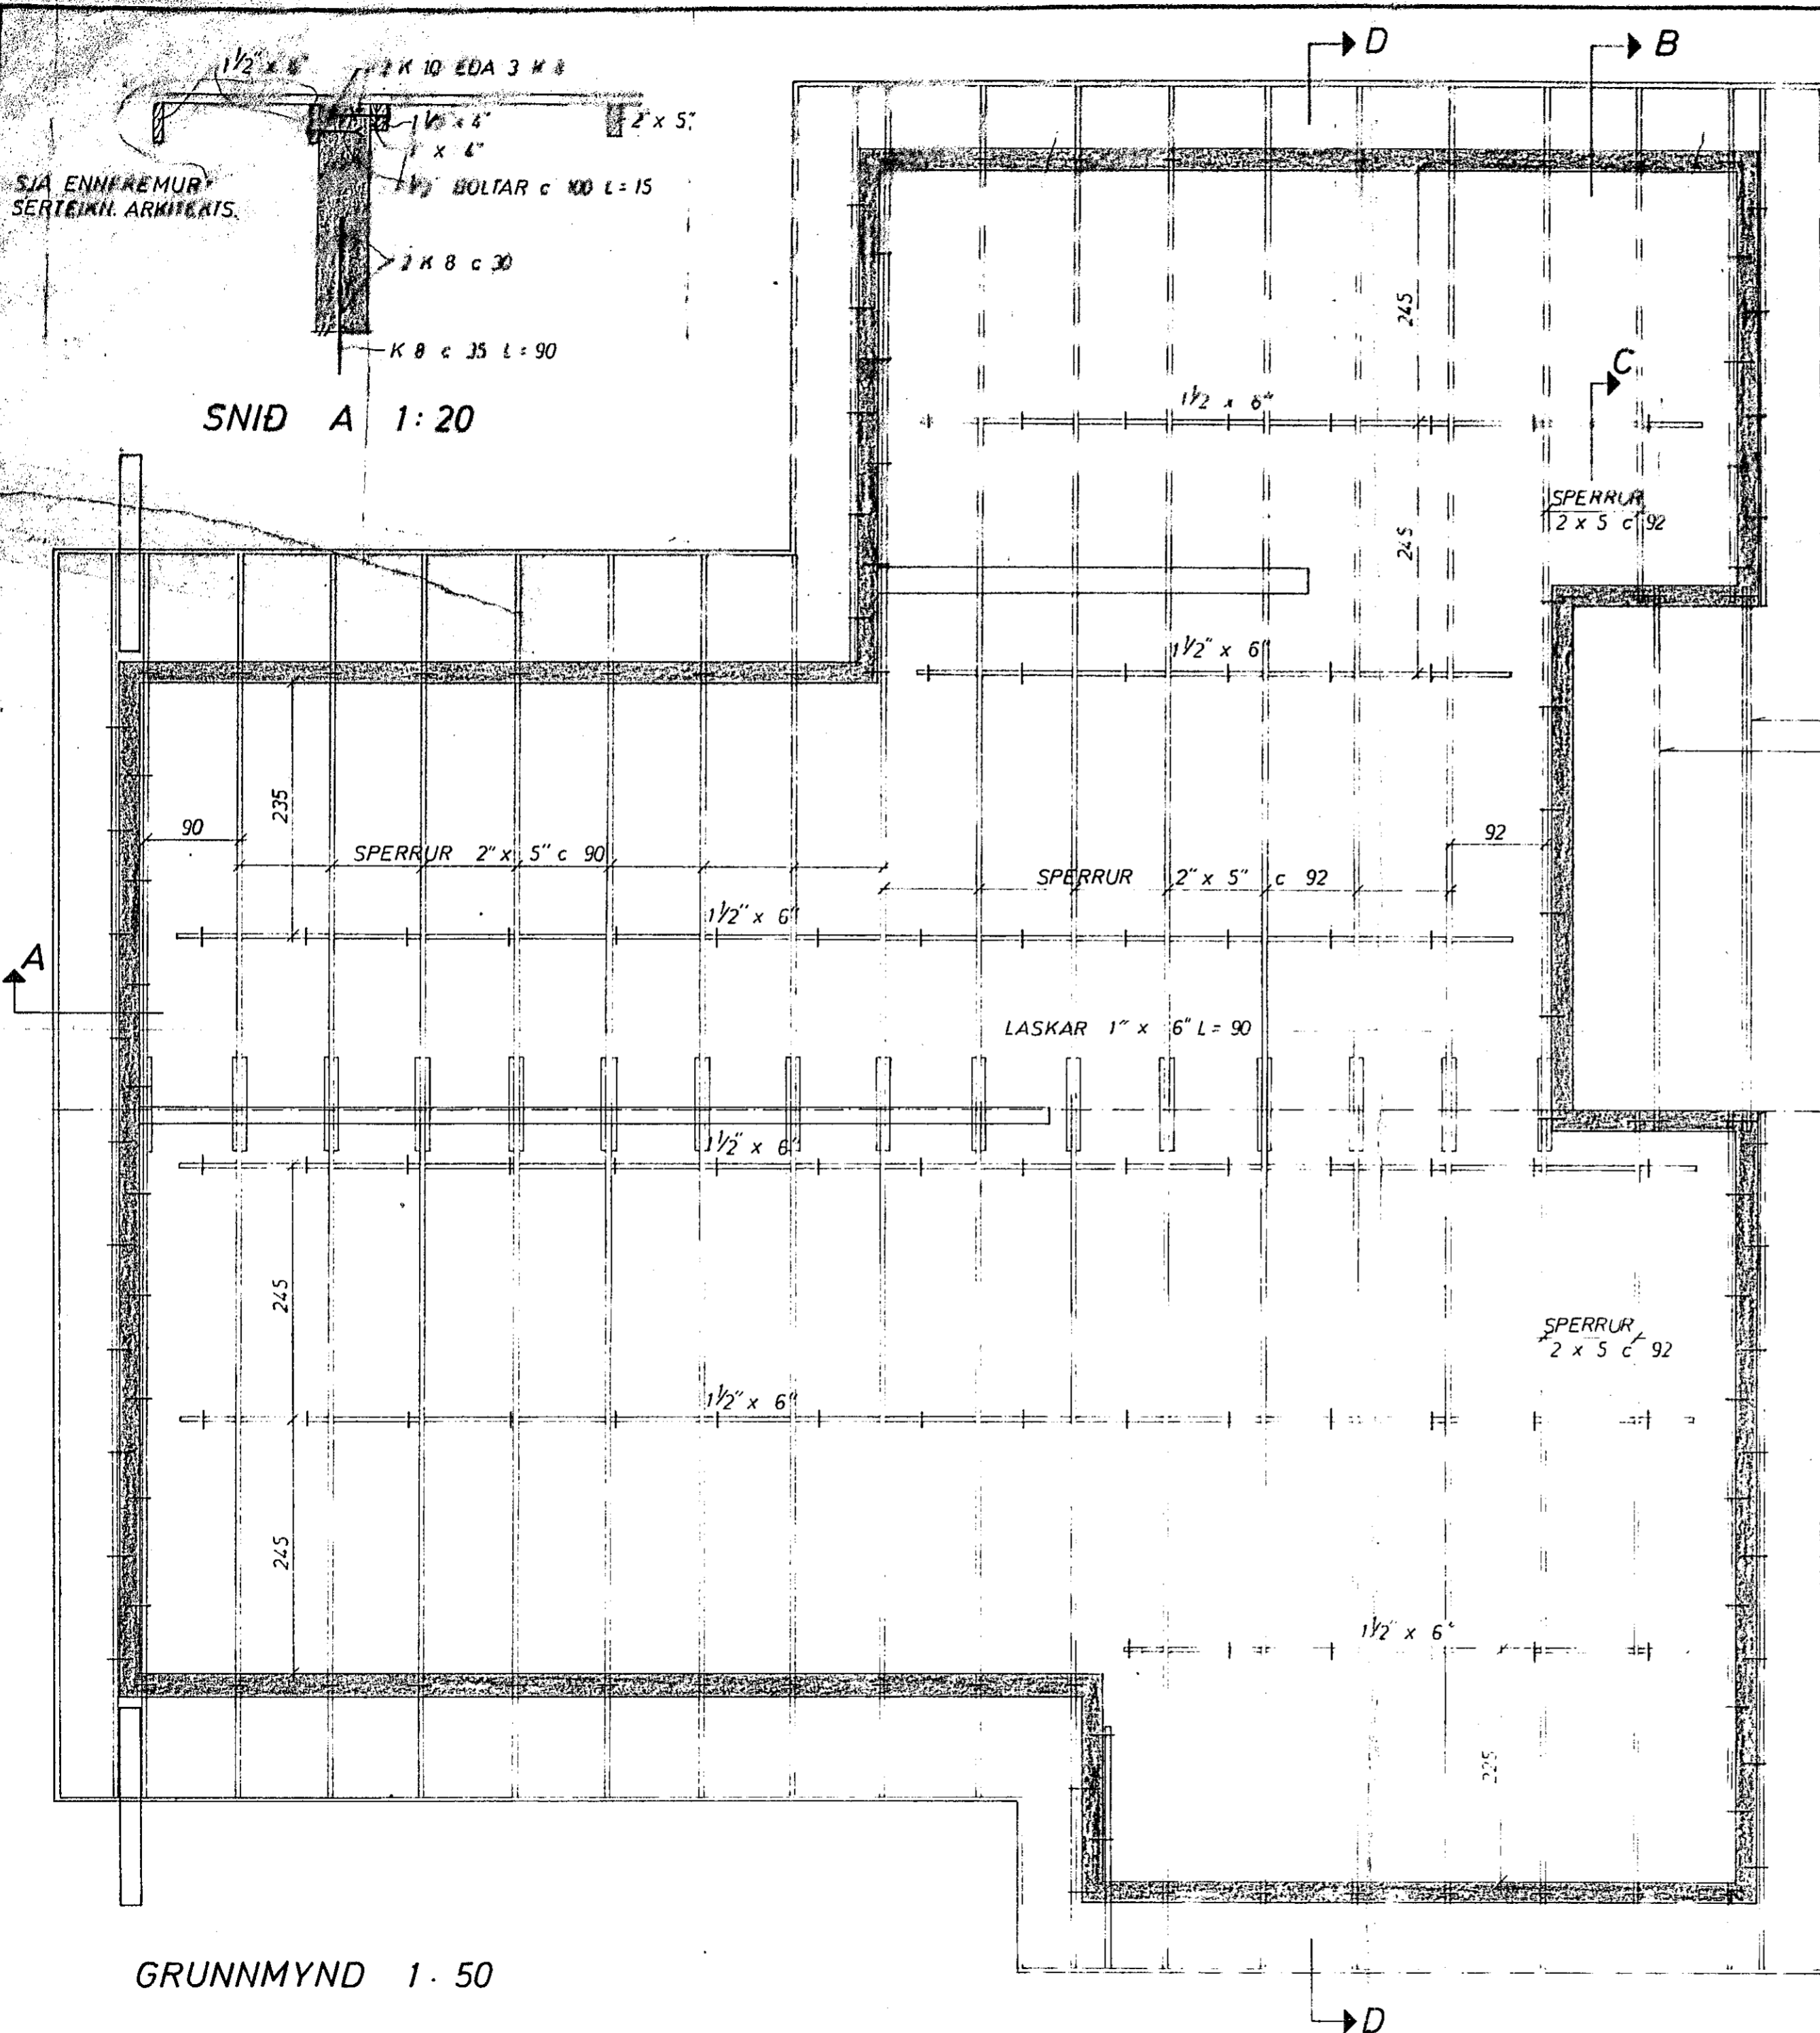 1½" x 6"
2 K 10 EÐA 3 K 8
1½ x 4"
x 4"
2 x 5"
BOLTAR c 100 L = 15
SJÁ ENNFREMUR
SÉRTEIKN. ARKITEKTS.
2 K 8 c 30
K 8 c 35 L = 90
SNIÐ A 1:20
D
B
245
1½ x 6"
C
SPERRUR
2 x 5 c 92
245
1½" x 6"
235
90
92
SPERRUR 2" x 5" c 90
SPERRUR 2" x 5" c 92
1½" x 6"
A
LASKAR 1" x 6" L = 90
1½" x 6"
245
SPERRUR
2 x 5 c 92
1½" x 6"
245
1½" x 6"
225
GRUNNMYND 1. 50
D